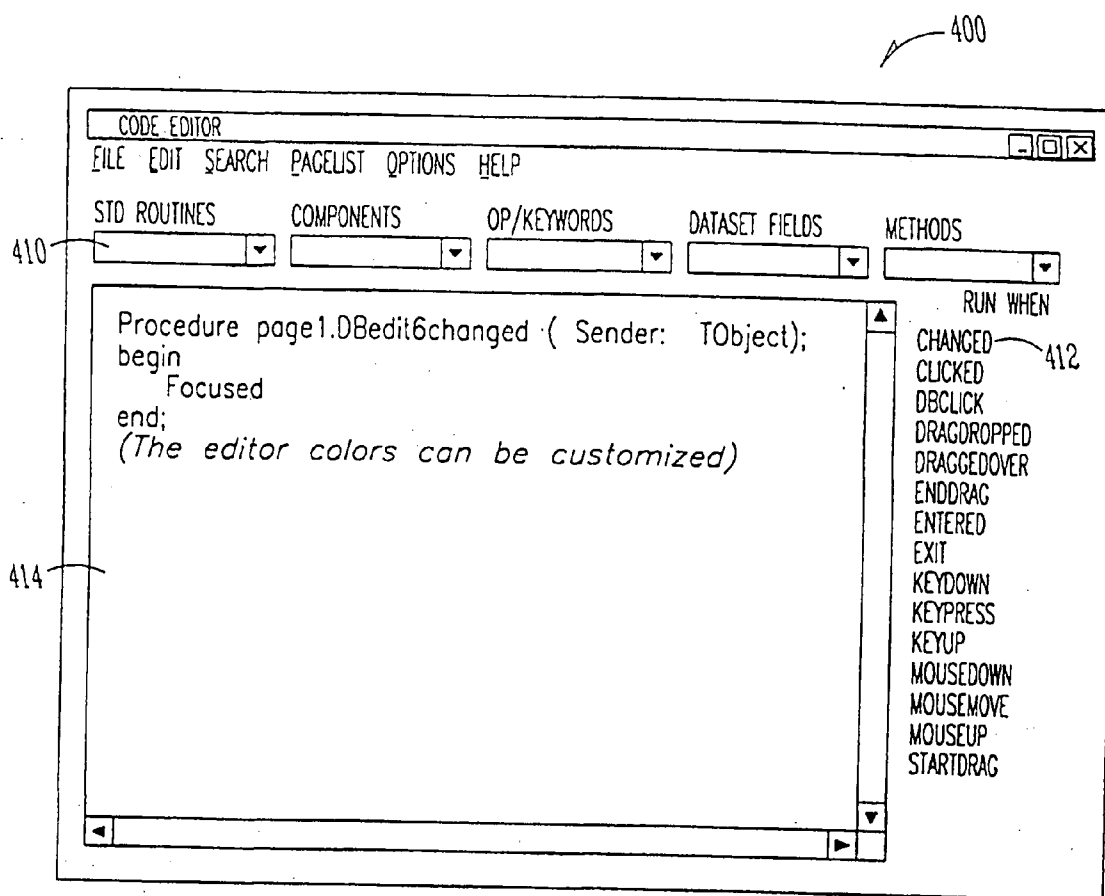 400
CODE EDITOR
FILE EDIT SEARCH PAGELIST OPTIONS HELP
STD ROUTINES COMPONENTS OP/KEYWORDS DATASET FIELDS METHODS
410
RUN WHEN
Procedure page1.DBedit6changed ( Sender: TObject);
begin
Focused
end;
(The editor colors can be customized)
414
CHANGED 412
CLICKED
DBCLICK
DRAGDROPPED
DRAGGEDOVER
ENDDRAG
ENTERED
EXIT
KEYDOWN
KEYPRESS
KEYUP
MOUSEDOWN
MOUSEMOVE
MOUSEUP
STARTDRAG